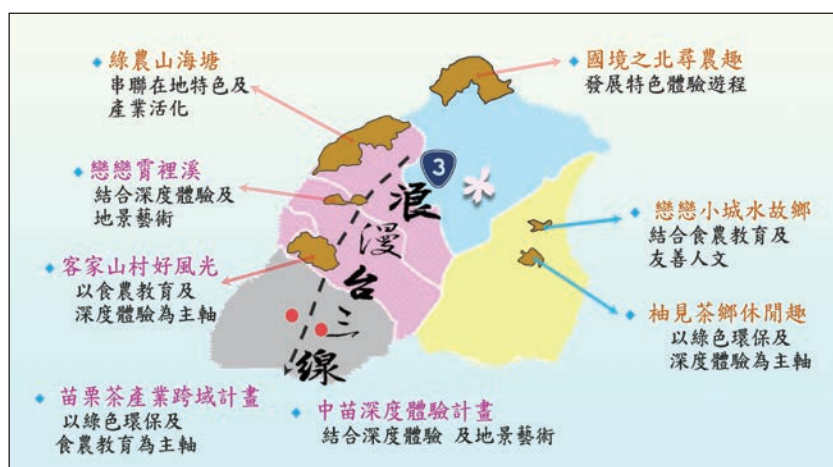 綠農山海塘
串聯在地特色及
產業活化
國境之北尋農趣
發展特色體驗遊程
戀戀霄裡溪
結合深度體驗及
地景藝術
3
浪漫台三線
戀戀小城水故鄉
結合食農教育及
友善人文
客家山村好風光
以食農教育及
深度體驗為主軸
柚見茶鄉休閒趣
以綠色環保及
深度體驗為主軸
苗栗茶產業跨域計畫
以綠色環保及
食農教育為主軸
中苗深度體驗計畫
結合深度體驗 及地景藝術